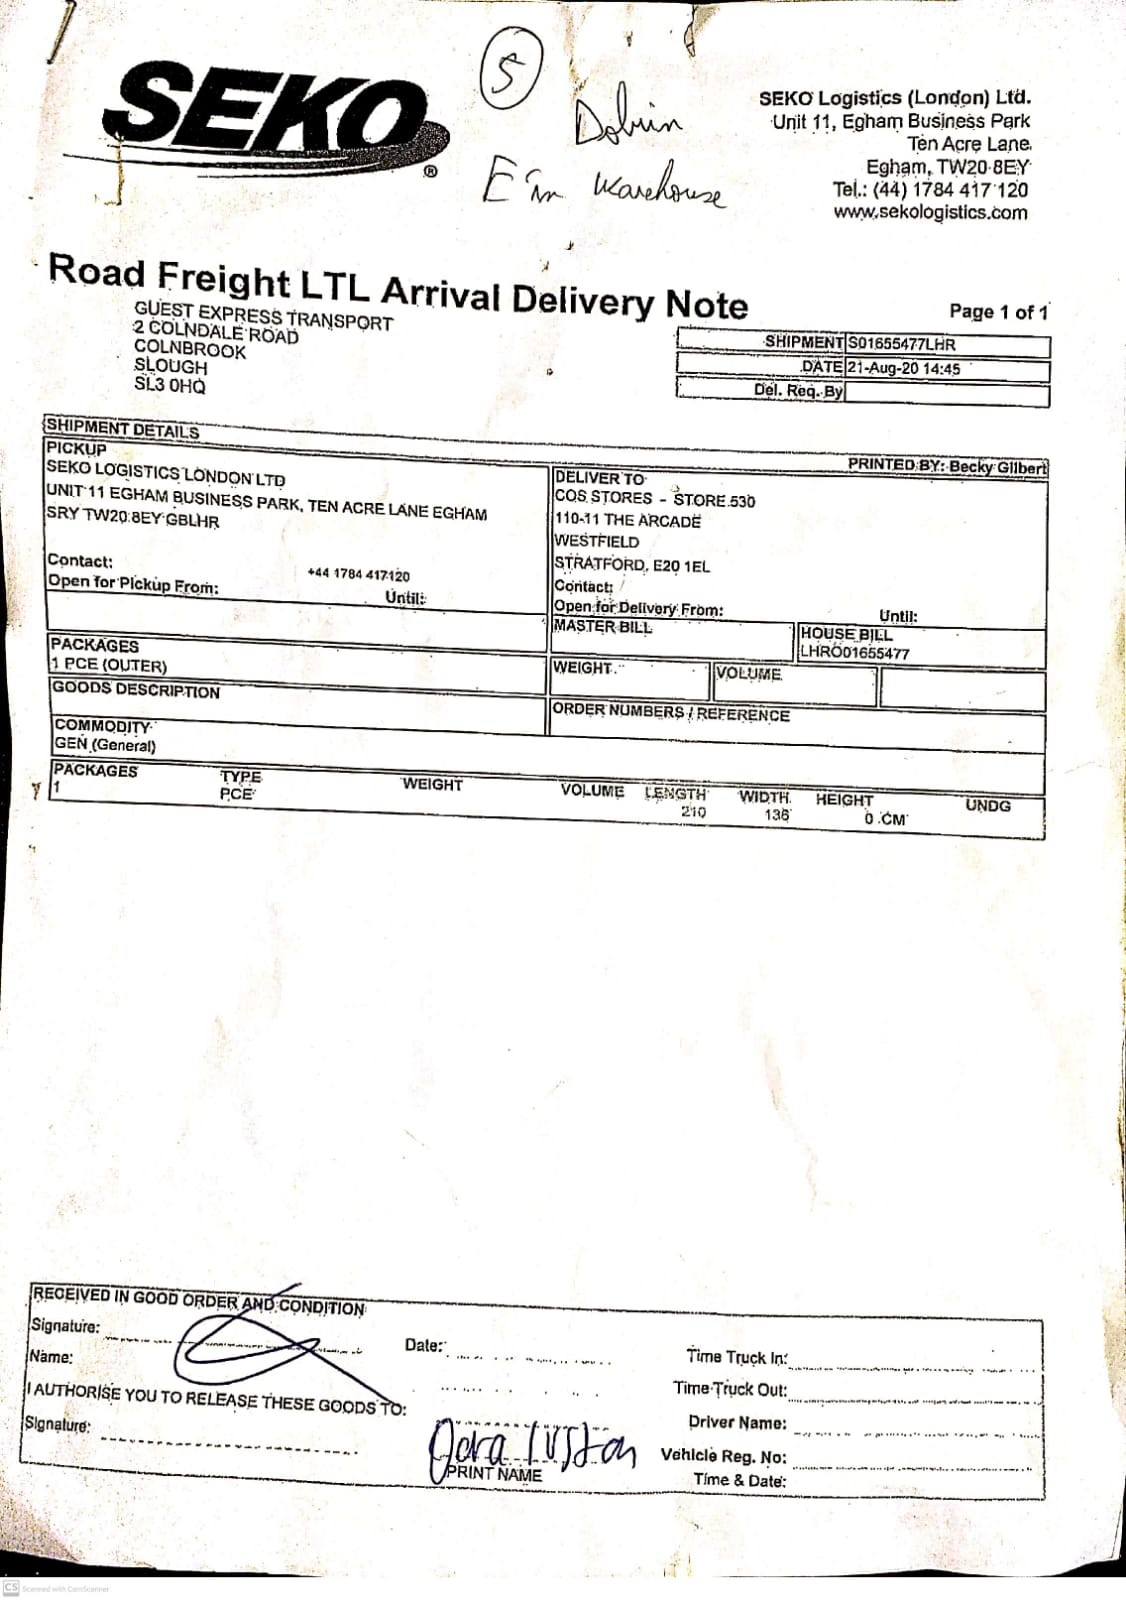 SEKO
®
5
Dobrin
Warehouse
SEKO Logistics (London) Ltd.
Unit 11, Egham Business Park
Ten Acre Lane
Egham, TW20 8EY
Tel.: (44) 1784 417 120
www.sekologistics.com
Road Freight LTL Arrival Delivery Note
Page 1 of 1
GUEST EXPRESS TRANSPORT
2 COLNDALE ROAD
COLNBROOK
SLOUGH
SL3 0HQ
SHIPMENT S01655477LHR
DATE 21-Aug-20 14:45
Del. Req. By
SHIPMENT DETAILS
PRINTED BY: Becky Gilbert
PICKUP
SEKO LOGISTICS LONDON LTD
UNIT 11 EGHAM BUSINESS PARK, TEN ACRE LANE EGHAM
SRY TW20 8EY GBLHR
Contact: +44 1784 417120
Open for Pickup From: Until:
DELIVER TO
COS STORES - STORE 530
110-11 THE ARCADE
WESTFIELD
STRATFORD, E20 1EL
Contact: /
Open for Delivery From: Until:
MASTER BILL
HOUSE BILL
LHRO01655477
PACKAGES
1 PCE (OUTER)
WEIGHT
VOLUME
GOODS DESCRIPTION
ORDER NUMBERS / REFERENCE
COMMODITY
GEN (General)
PACKAGES TYPE WEIGHT VOLUME LENGTH WIDTH HEIGHT UNDG
1 PCE 210 136 0 CM
RECEIVED IN GOOD ORDER AND CONDITION
Signature: Date: Time Truck In:
Name: Time Truck Out:
I AUTHORISE YOU TO RELEASE THESE GOODS TO: Driver Name:
Signature: Vehicle Reg. No:
PRINT NAME Time & Date:
CS Scanned with CamScanner